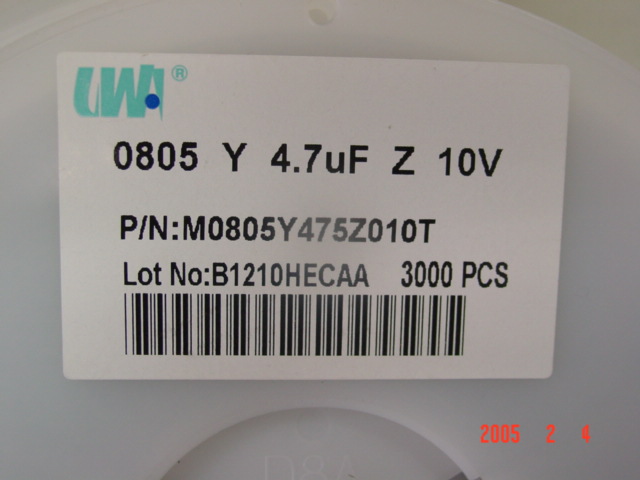 UWA®
0805 Y 4.7uF Z 10V
P/N:M0805Y475Z010T
Lot No:B1210HECAA 3000 PCS
2005 2 4